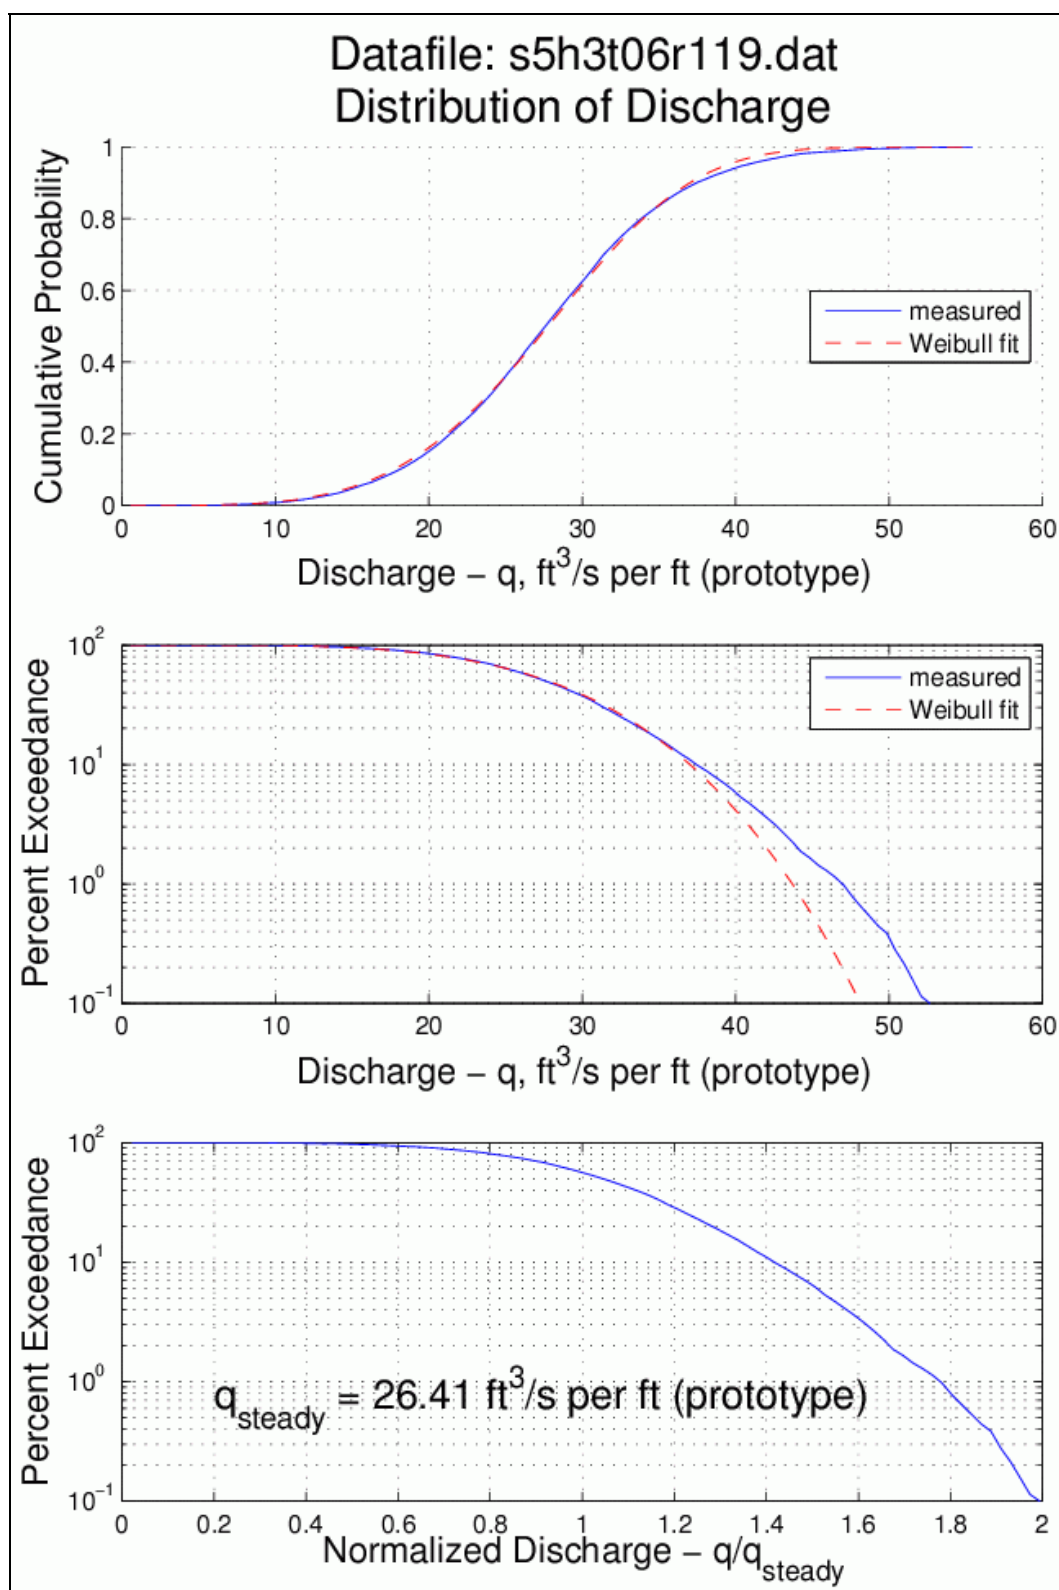 Datafile: s5h3t06r119.dat
Distribution of Discharge
Cumulative Probability
1
0.8
0.6
0.4
0.2
0
measured
Weibull fit
0 10 20 30 40 50 60
Discharge – q, ft³/s per ft (prototype)
Percent Exceedance
10²
10¹
10⁰
10⁻¹
measured
Weibull fit
0 10 20 30 40 50 60
Discharge – q, ft³/s per ft (prototype)
Percent Exceedance
10²
10¹
10⁰
10⁻¹
q_steady = 26.41 ft³/s per ft (prototype)
0 0.2 0.4 0.6 0.8 1 1.2 1.4 1.6 1.8 2
Normalized Discharge – q/q_steady